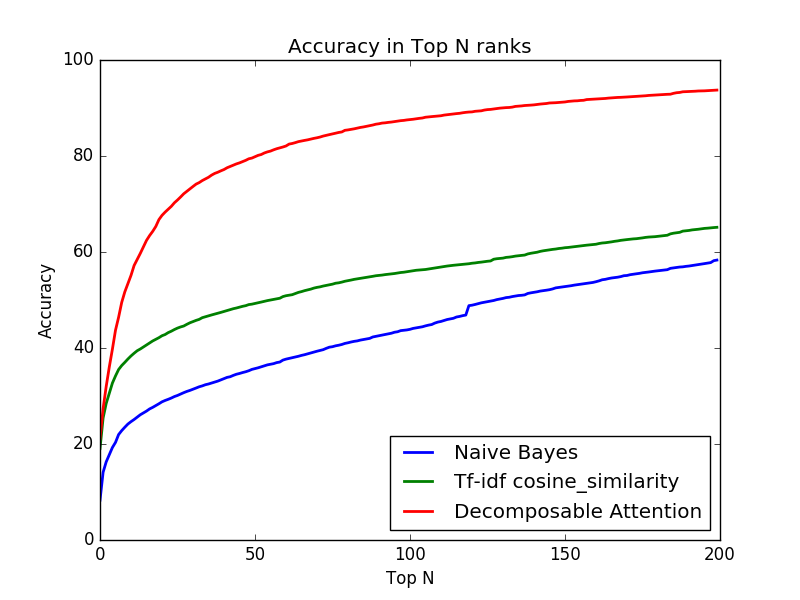 Accuracy in Top N ranks
100
80
60
40
20
0
Accuracy
Naive Bayes
Tf-idf cosine_similarity
Decomposable Attention
0 50 100 150 200
Top N